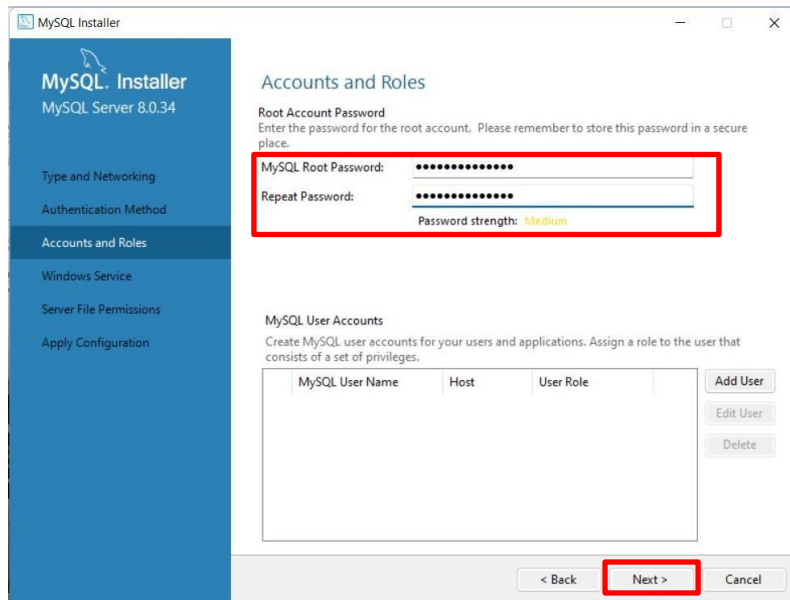 MySQL Installer
MySQL. Installer
MySQL Server 8.0.34
Type and Networking
Authentication Method
Accounts and Roles
Windows Service
Server File Permissions
Apply Configuration
Accounts and Roles
Root Account Password
Enter the password for the root account. Please remember to store this password in a secure
place.
MySQL Root Password: ••••••••••••••
Repeat Password: ••••••••••••••
Password strength: Medium
MySQL User Accounts
Create MySQL user accounts for your users and applications. Assign a role to the user that
consists of a set of privileges.
MySQL User Name Host User Role
Add User
Edit User
Delete
< Back Next > Cancel